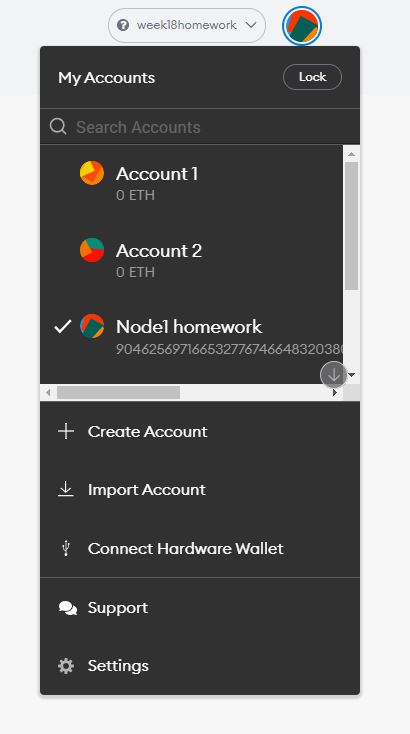 week18homework
My Accounts
Lock
Search Accounts
Account 1
0 ETH
Account 2
0 ETH
Node1 homework
904625697166532776746648320380
Create Account
Import Account
Connect Hardware Wallet
Support
Settings